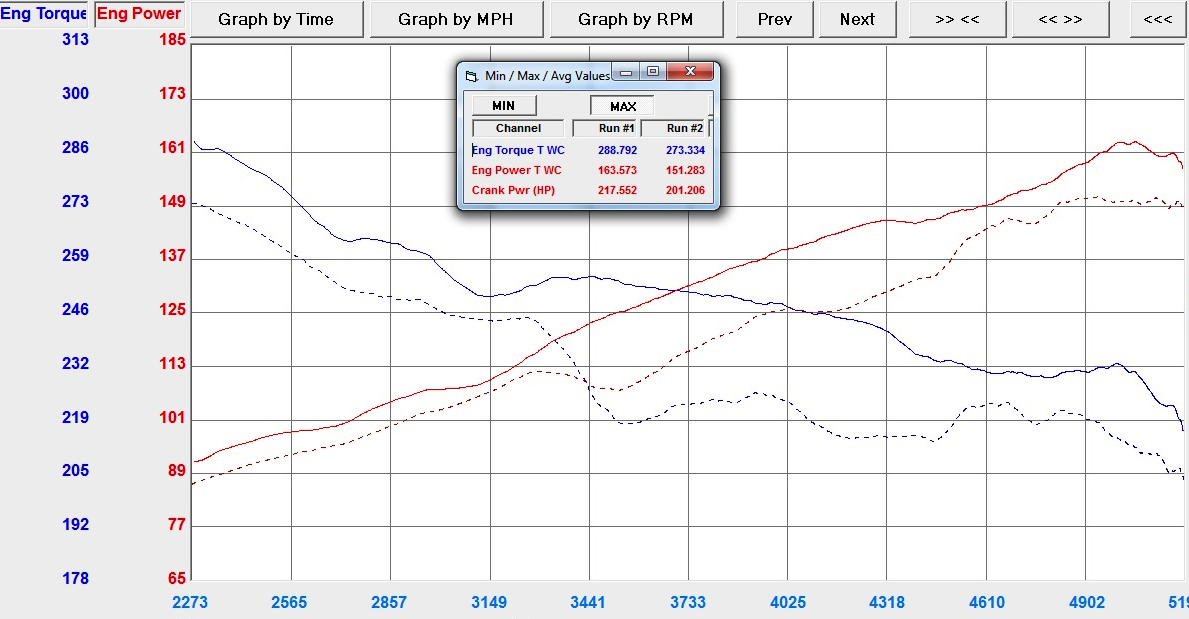 Eng Torque Eng Power Graph by Time Graph by MPH Graph by RPM Prev Next >> << << >> <<<
313 185
300 173
286 161
273 149
259 137
246 125
232 113
219 101
205 89
192 77
178 65
Min / Max / Avg Values
MIN MAX
Channel Run #1 Run #2
Eng Torque T WC 288.792 273.334
Eng Power T WC 163.573 151.283
Crank Pwr (HP) 217.552 201.206
2273 2565 2857 3149 3441 3733 4025 4318 4610 4902 519